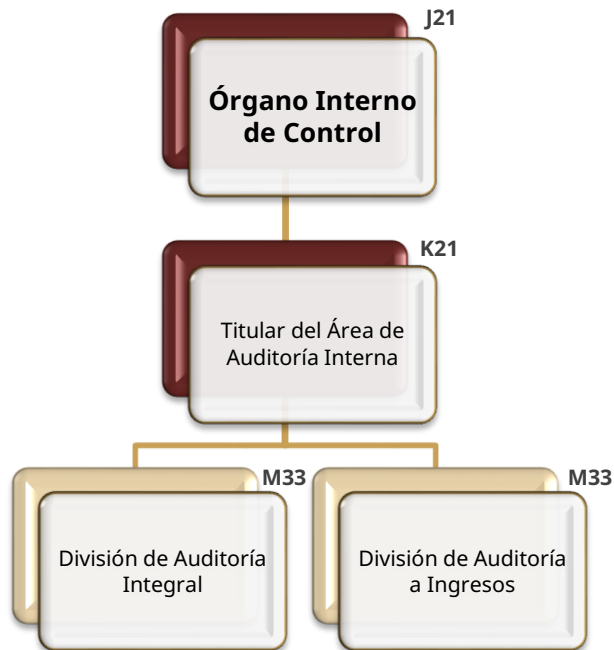 J21
Órgano Interno
de Control
K21
Titular del Área de
Auditoría Interna
M33
División de Auditoría
Integral
M33
División de Auditoría
a Ingresos